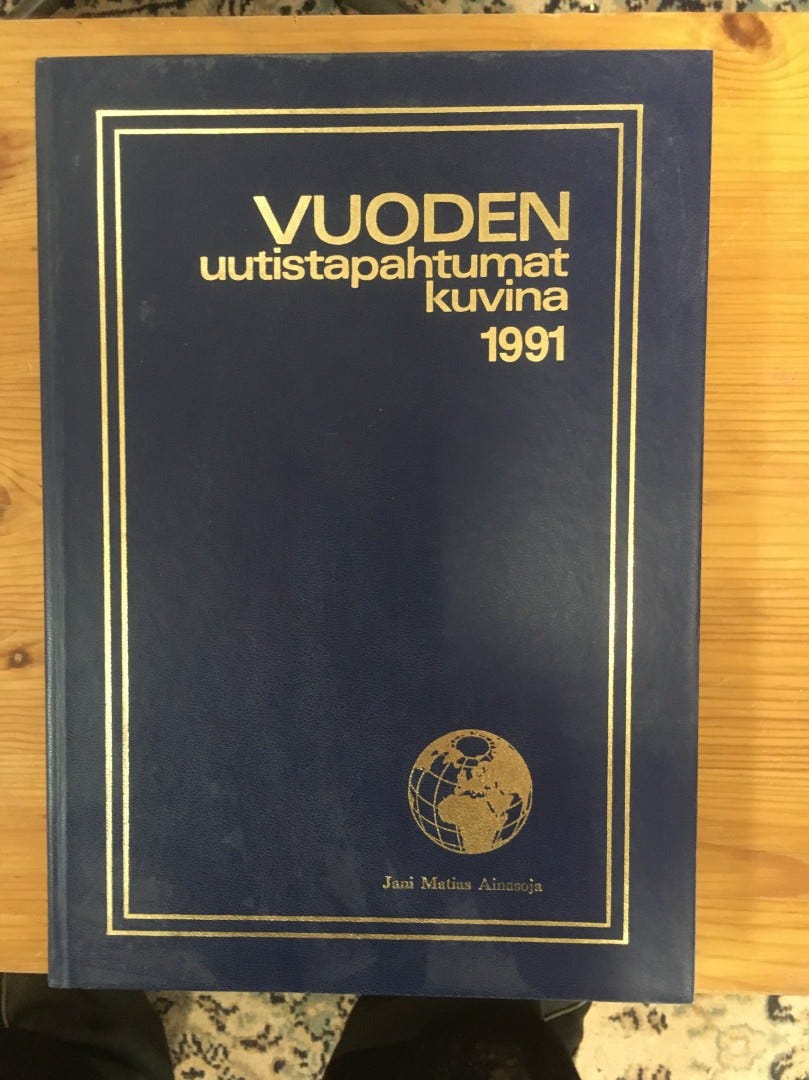 VUODEN
uutistapahtumat
kuvina
1991
Jani Matias Ainasoja